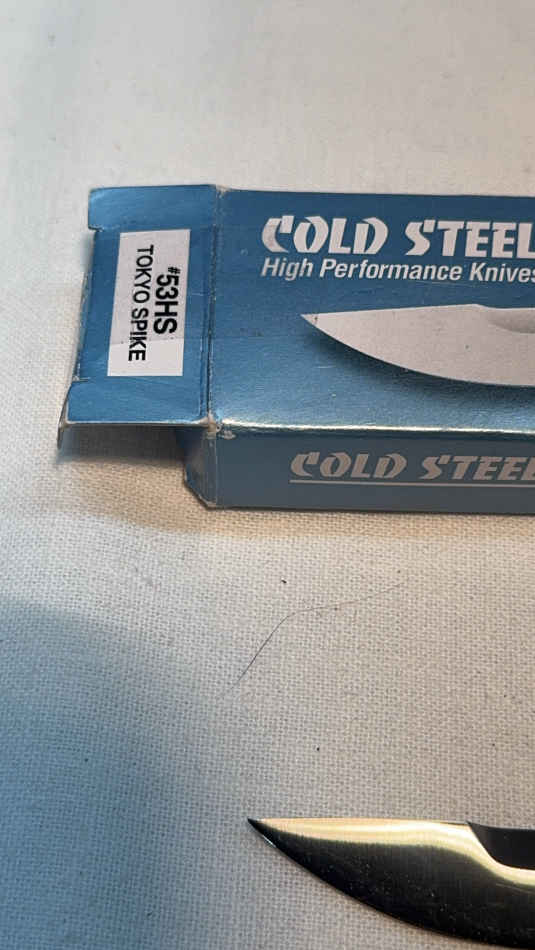 COLD STEEL
High Performance Knives
#53HS
TOKYO SPIKE
COLD STEEL